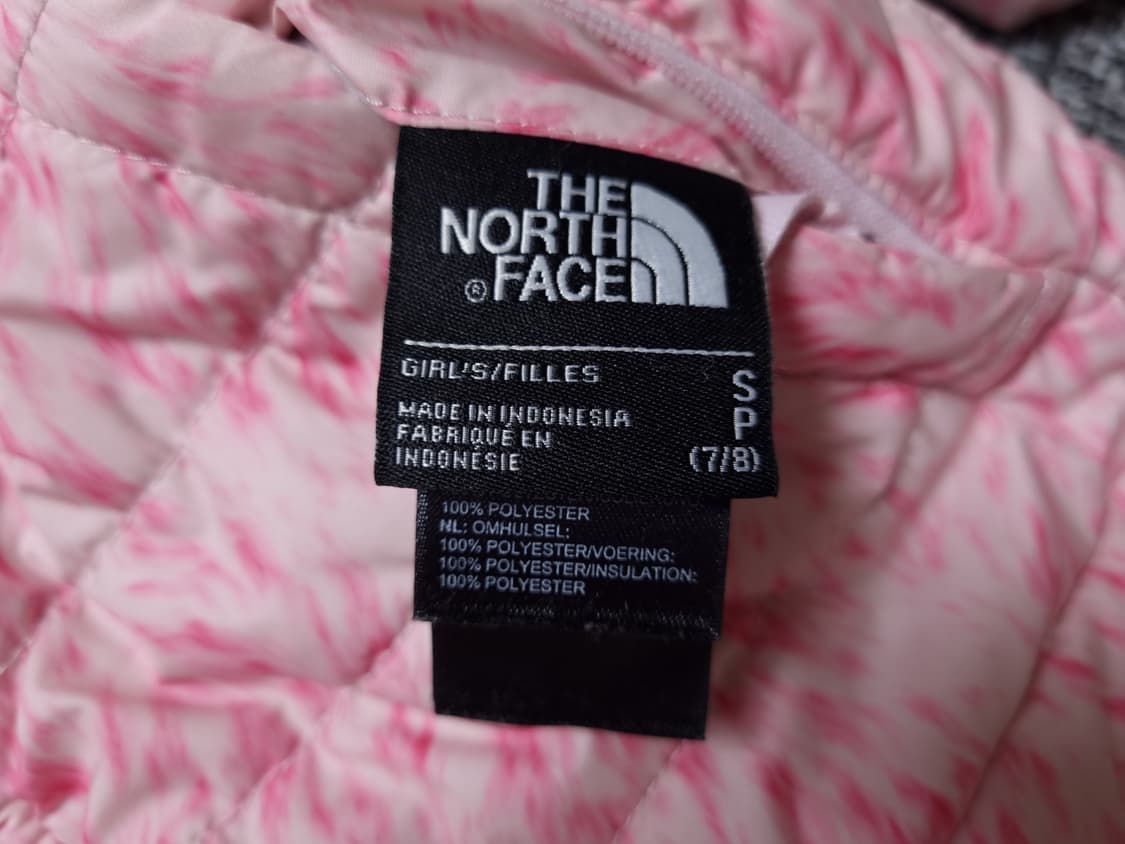 THE
NORTH
® FACE
GIRL'S/FILLES
S
P
(7/8)
MADE IN INDONESIA
FABRIQUÉ EN
INDONÉSIE
100% POLYESTER
NL: OMHULSEL:
100% POLYESTER/VOERING:
100% POLYESTER/INSULATION:
100% POLYESTER